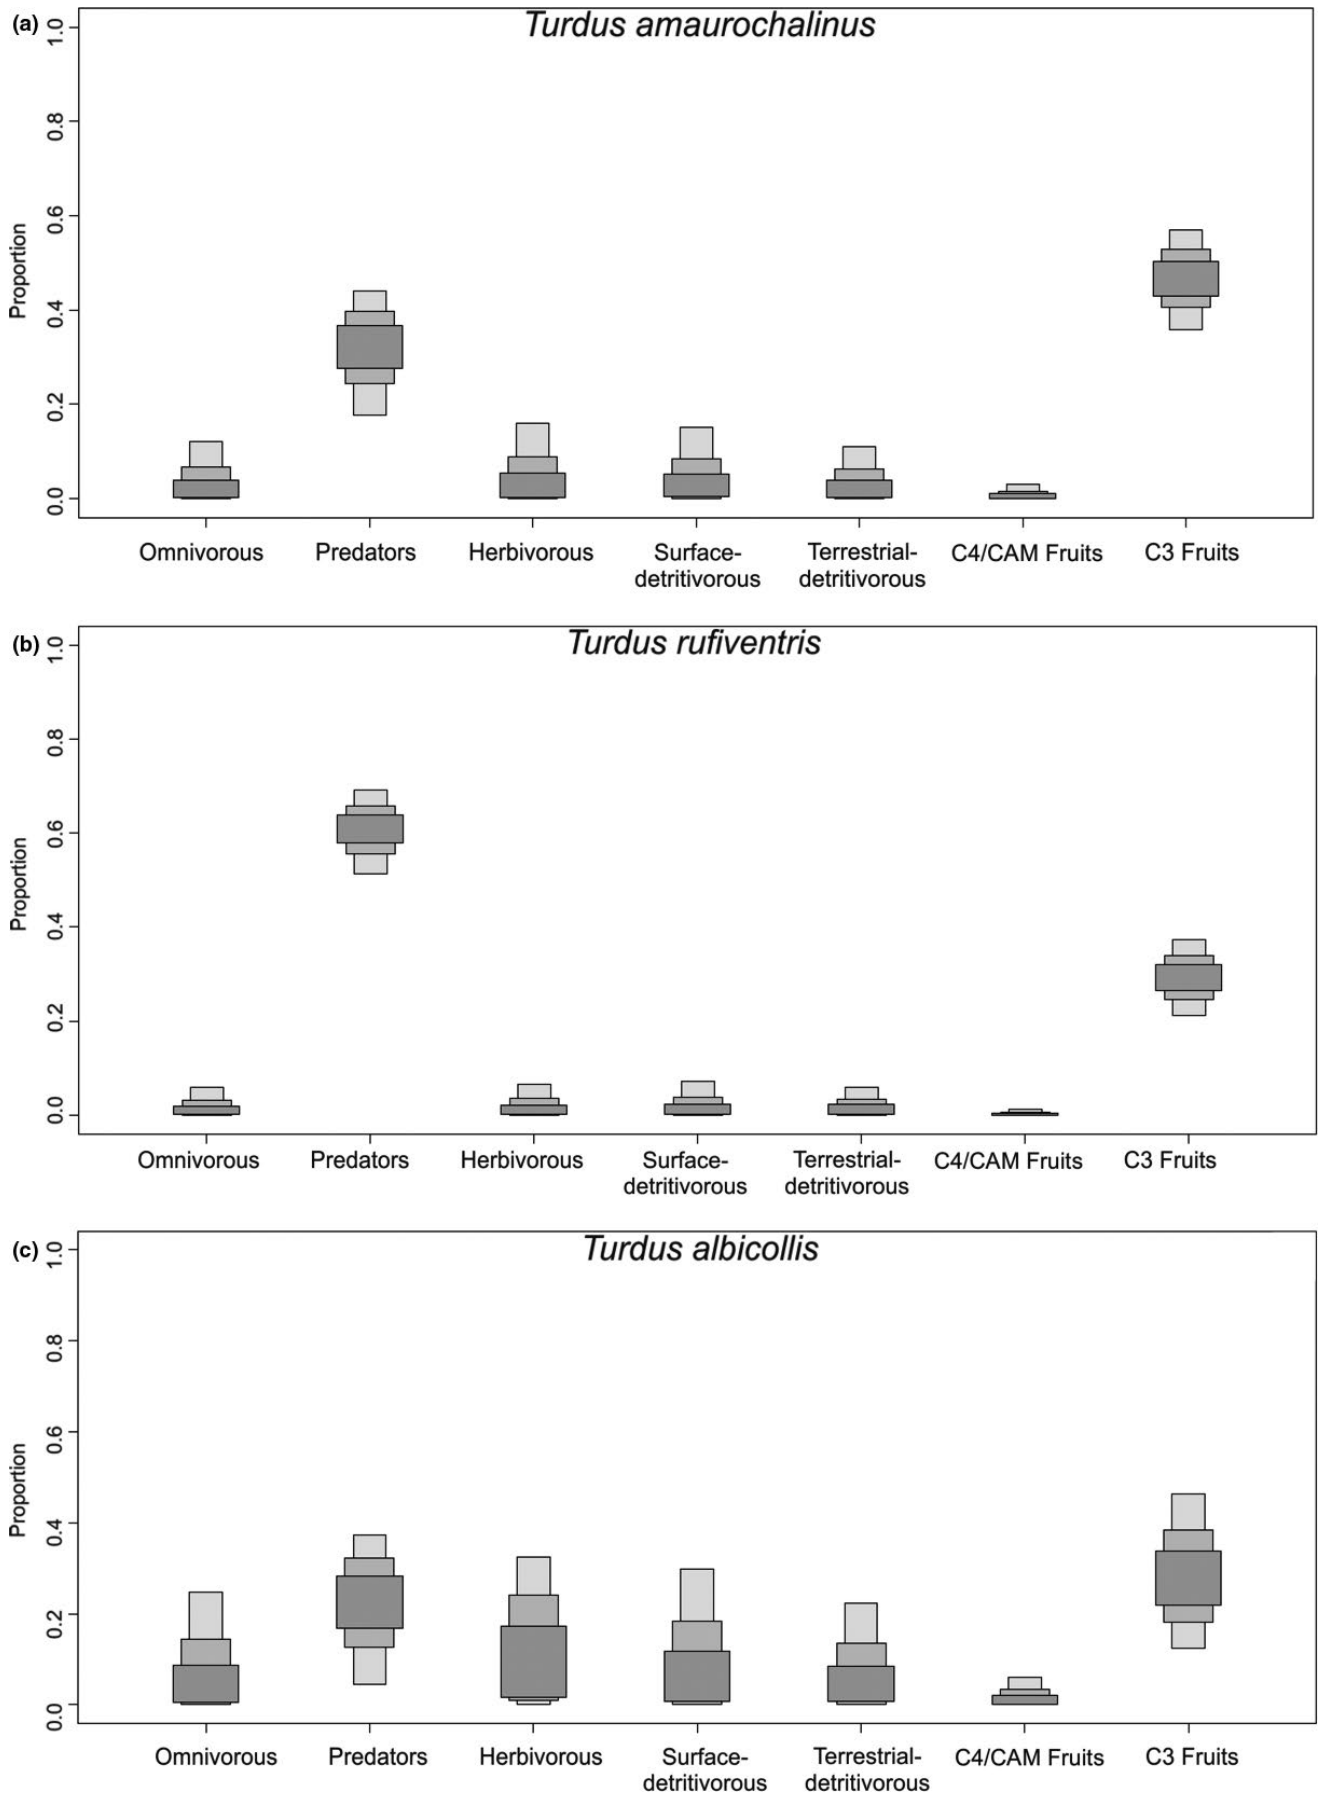 (a)
Turdus amaurochalinus
1.0
0.8
0.6
0.4
0.2
0.0
Proportion
Omnivorous Predators Herbivorous Surface- Terrestrial- C4/CAM Fruits C3 Fruits
detritivorous detritivorous
(b)
Turdus rufiventris
1.0
0.8
0.6
0.4
0.2
0.0
Proportion
Omnivorous Predators Herbivorous Surface- Terrestrial- C4/CAM Fruits C3 Fruits
detritivorous detritivorous
(c)
Turdus albicollis
1.0
0.8
0.6
0.4
0.2
0.0
Proportion
Omnivorous Predators Herbivorous Surface- Terrestrial- C4/CAM Fruits C3 Fruits
detritivorous detritivorous